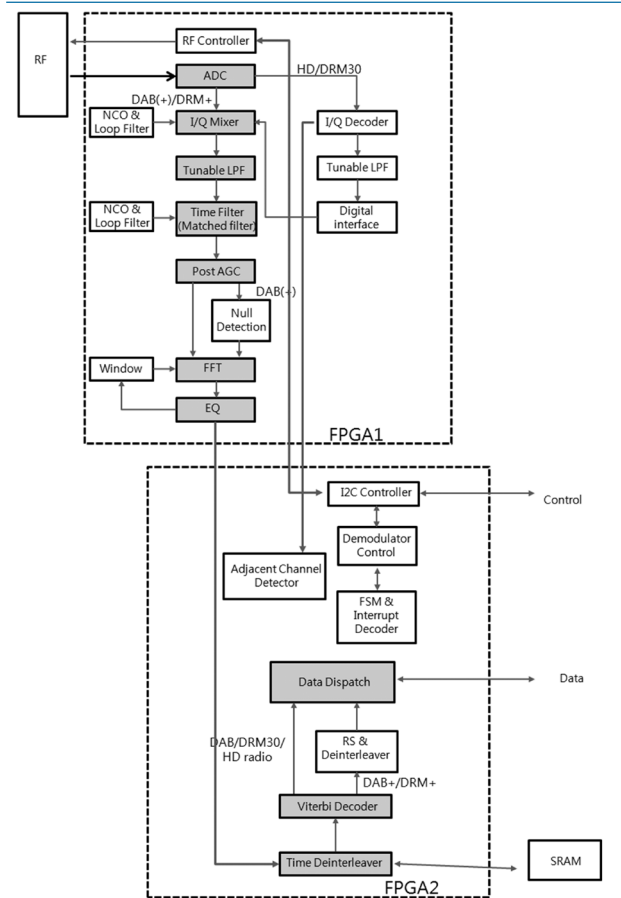 RF
RF Controller
ADC
HD/DRM30
DAB(+)/DRM+
NCO &
Loop Filter
I/Q Mixer
I/Q Decoder
Tunable LPF
Tunable LPF
NCO &
Loop Filter
Time Filter
(Matched filter)
Digital
interface
Post AGC
DAB(+)
Null
Detection
Window
FFT
EQ
FPGA1
I2C Controller
Control
Demodulator
Control
Adjacent Channel
Detector
FSM &
Interrupt
Decoder
Data Dispatch
Data
DAB/DRM30/
HD radio
RS &
Deinterleaver
DAB+/DRM+
Viterbi Decoder
Time Deinterleaver
SRAM
FPGA2